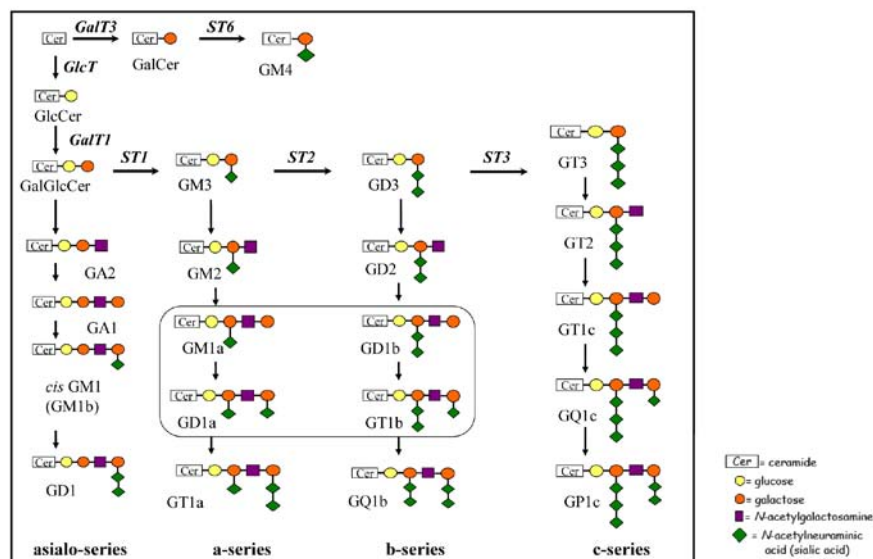 GalT3 ST6
Cer Cer Cer
GalCer GM4
GlcT
Cer
GlcCer
GalT1
Cer ST1 Cer ST2 Cer ST3 Cer
GalGlcCer GM3 GD3 GT3
Cer Cer Cer Cer
GA2 GM2 GD2 GT2
Cer Cer Cer Cer
GA1 GM1a GD1b GT1c
Cer
cis GM1
(GM1b)
Cer Cer Cer
GD1a GT1b GQ1c
Cer Cer Cer Cer
GD1 GT1a GQ1b GP1c
asialo-series a-series b-series c-series
Cer = ceramide
= glucose
= galactose
= N-acetylgalactosamine
= N-acetylneuraminic
acid (sialic acid)